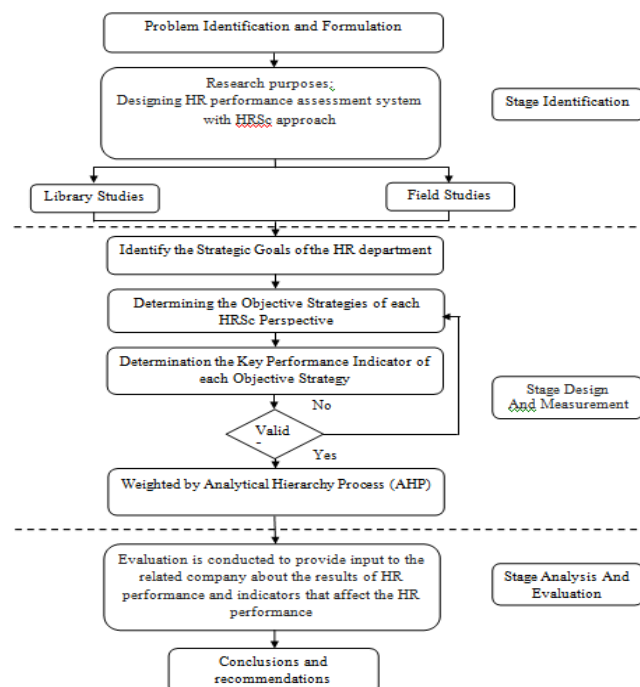 Problem Identification and Formulation
Research purposes;
Designing HR performance assessment system
with HRSc approach
Stage Identification
Library Studies
Field Studies
Identify the Strategic Goals of the HR department
Determining the Objective Strategies of each
HRSc Perspective
Determination the Key Performance Indicator of
each Objective Strategy
Stage Design
And Measurement
No
Valid
Yes
Weighted by Analytical Hierarchy Process (AHP)
Evaluation is conducted to provide input to the
related company about the results of HR
performance and indicators that affect the HR
performance
Stage Analysis And
Evaluation
Conclusions and
recommendations